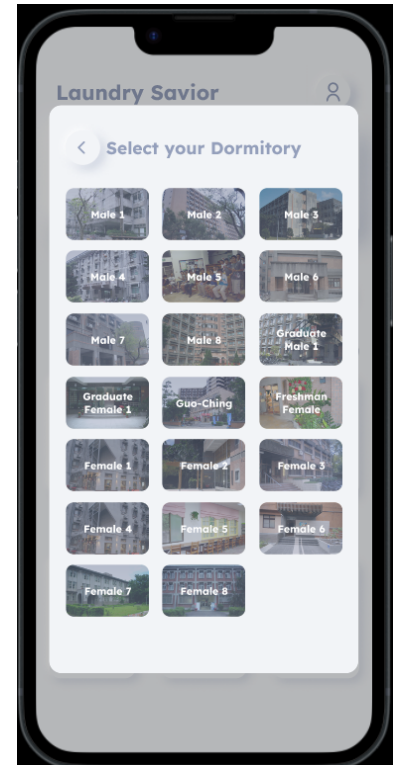 Laundry Savior
Select your Dormitory
Male 1
Male 2
Male 3
Male 4
Male 5
Male 6
Male 7
Male 8
Graduate
Male 1
Graduate
Female 1
Guo-Ching
Freshman
Female
Female 1
Female 2
Female 3
Female 4
Female 5
Female 6
Female 7
Female 8